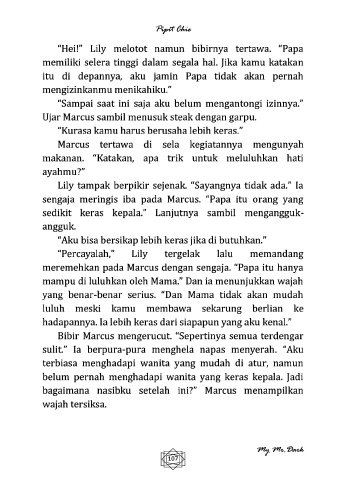 Pipit Chie
“Hei!” Lily melotot namun bibirnya tertawa. “Papa
memiliki selera tinggi dalam segala hal. Jika kamu katakan
itu di depannya, aku jamin Papa tidak akan pernah
mengizinkanmu menikahiku.”
“Sampai saat ini saja aku belum mengantongi izinnya.”
Ujar Marcus sambil menusuk steak dengan garpu.
“Kurasa kamu harus berusaha lebih keras.”
Marcus tertawa di sela kegiatannya mengunyah
makanan. “Katakan, apa trik untuk meluluhkan hati
ayahmu?”
Lily tampak berpikir sejenak. “Sayangnya tidak ada.” Ia
sengaja meringis iba pada Marcus. “Papa itu orang yang
sedikit keras kepala.” Lanjutnya sambil mengangguk-
angguk.
“Aku bisa bersikap lebih keras jika di butuhkan.”
“Percayalah,” Lily tergelak lalu memandang
meremehkan pada Marcus dengan sengaja. “Papa itu hanya
mampu di luluhkan oleh Mama.” Dan ia menunjukkan wajah
yang benar-benar serius. “Dan Mama tidak akan mudah
luluh meski kamu membawa sekarung berlian ke
hadapannya. Ia lebih keras dari siapapun yang aku kenal.”
Bibir Marcus mengerucut. “Sepertinya semua terdengar
sulit.” Ia berpura-pura menghela napas menyerah. “Aku
terbiasa menghadapi wanita yang mudah di atur, namun
belum pernah menghadapi wanita yang keras kepala. Jadi
bagaimana nasibku setelah ini?” Marcus menampilkan
wajah tersiksa.
107
My Mr. Dark